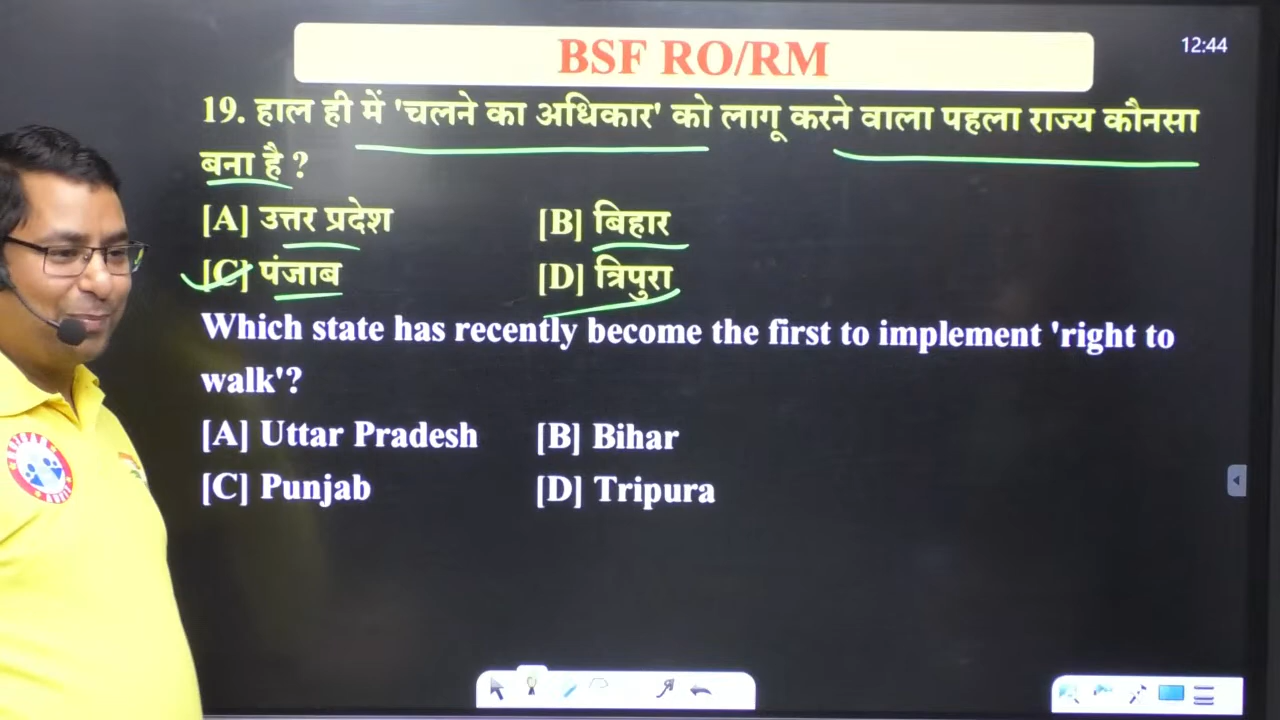 BSF RO/RM
12:44
19. हाल ही में 'चलने का अधिकार' को लागू करने वाला पहला राज्य कौनसा
बना है ?
[A] उत्तर प्रदेश [B] बिहार
[C] पंजाब [D] त्रिपुरा
Which state has recently become the first to implement 'right to
walk'?
[A] Uttar Pradesh [B] Bihar
[C] Punjab [D] Tripura